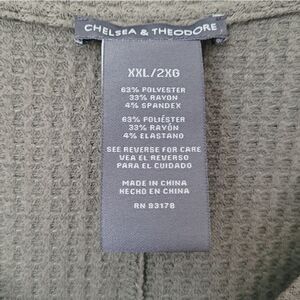 CHELSEA & THEODORE
XXL/2XG
63% POLYESTER
33% RAYON
4% SPANDEX
63% POLIÉSTER
33% RAYÓN
4% ELASTANO
SEE REVERSE FOR CARE
VEA EL REVERSO
PARA EL CUIDADO
MADE IN CHINA
HECHO EN CHINA
RN 93178